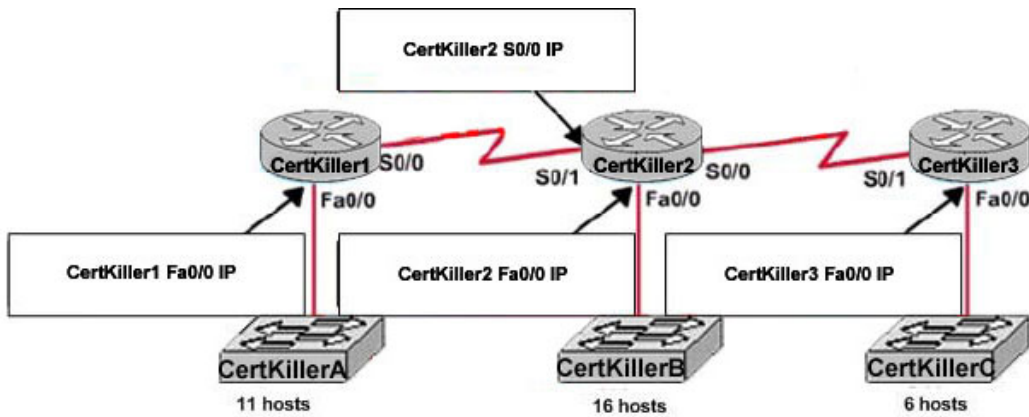 CertKiller2 S0/0 IP
CertKiller1
S0/0
S0/1
CertKiller2
S0/0
S0/1
CertKiller3
Fa0/0
Fa0/0
Fa0/0
CertKiller1 Fa0/0 IP
CertKiller2 Fa0/0 IP
CertKiller3 Fa0/0 IP
CertKillerA
CertKillerB
CertKillerC
11 hosts
16 hosts
6 hosts